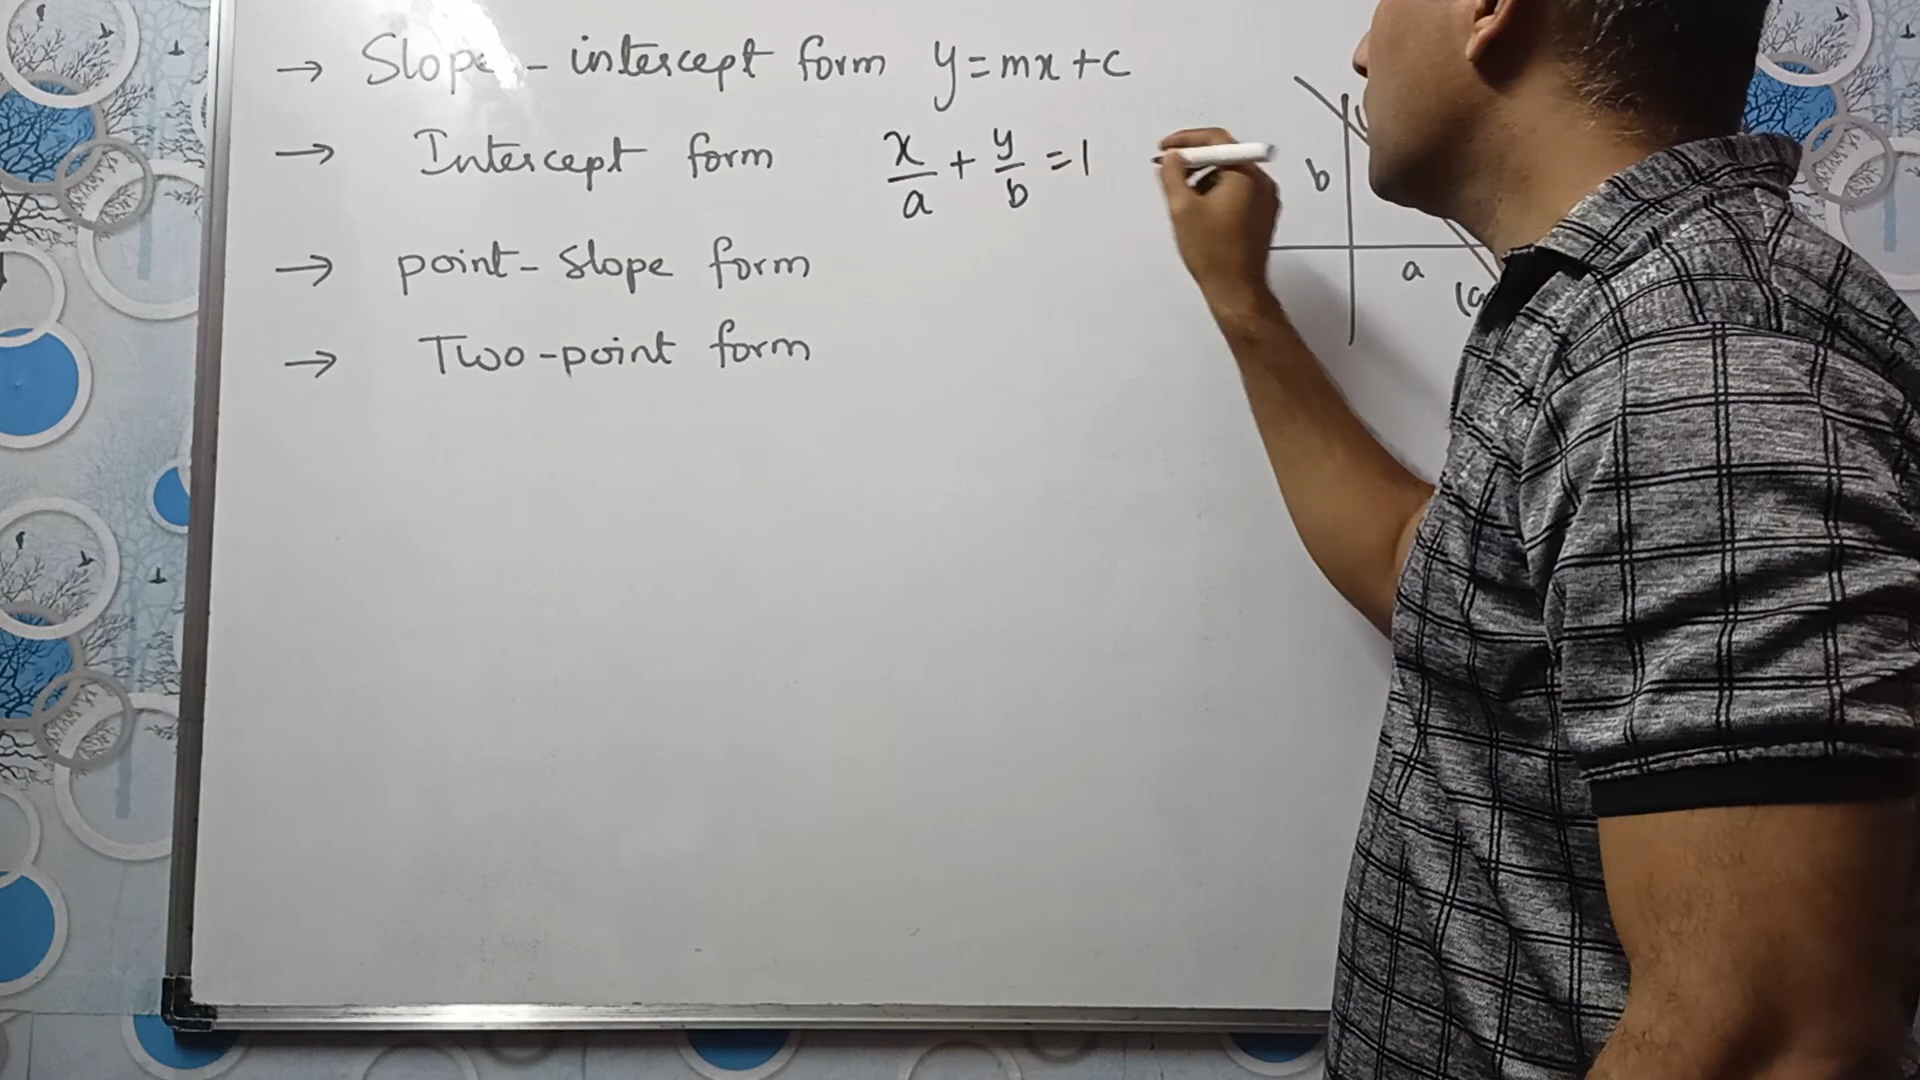 → Slope - intercept form y = mx + c
→ Intercept form x/a + y/b = 1
→ point - slope form
→ Two - point form
b
a
(a